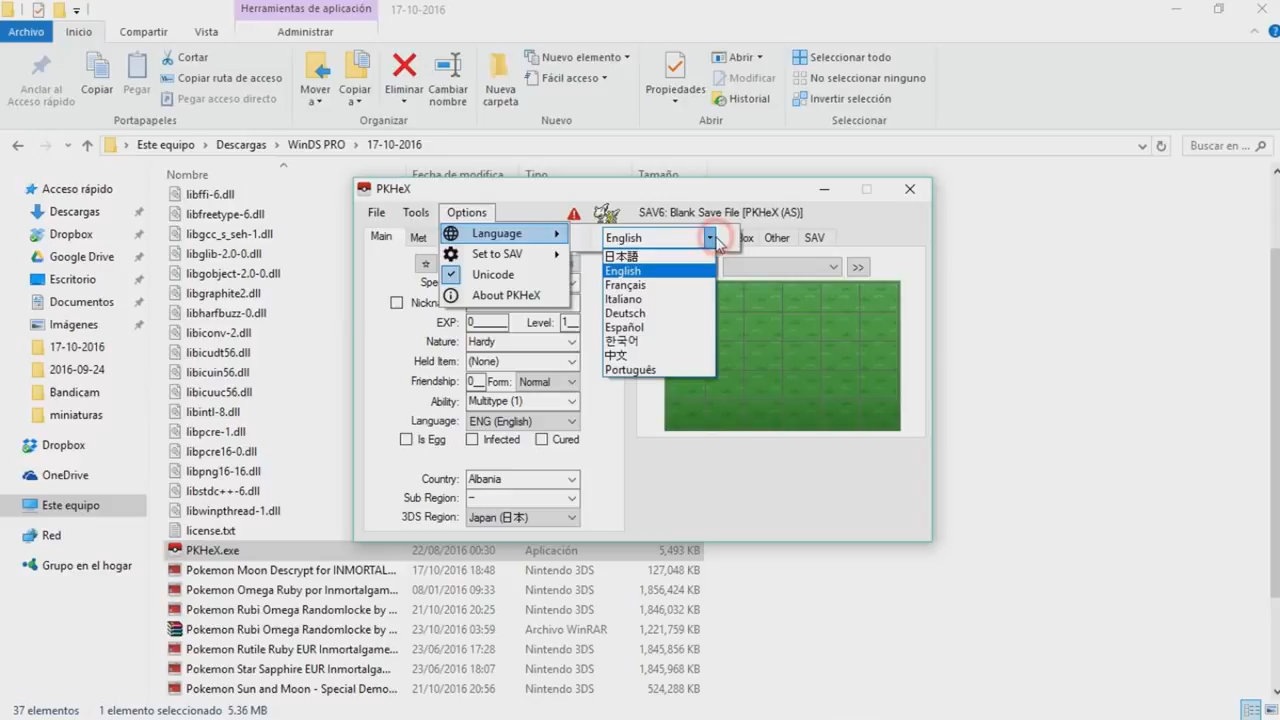 Herramientas de aplicación
17-10-2016
Archivo
Inicio
Compartir
Vista
Administrar
Anclar al
Acceso rápido
Copiar
Pegar
Cortar
Copiar ruta de acceso
Pegar acceso directo
Mover
a
Copiar
a
Eliminar
Cambiar
nombre
Nueva
carpeta
Nuevo elemento
Fácil acceso
Propiedades
Abrir
Modificar
Historial
Seleccionar todo
No seleccionar ninguno
Invertir selección
Portapapeles
Organizar
Nuevo
Abrir
Seleccionar
Este equipo
Descargas
WinDS PRO
17-10-2016
Buscar en ...
Nombre
Fecha de modifica...
Tipo
Tamaño
Acceso rápido
Descargas
Dropbox
Google Drive
Escritorio
Documentos
Imágenes
17-10-2016
2016-09-24
Bandicam
miniaturas
Dropbox
OneDrive
Este equipo
Red
Grupo en el hogar
libffi-6.dll
libfreetype-6.dll
libgcc_s_seh-1.dll
libglib-2.0-0.dll
libgraphite2.dll
libharfbuzz-0.dll
libiconv-2.dll
libicudt56.dll
libicuin56.dll
libicuuc56.dll
libintl-8.dll
libpcre-1.dll
libpcre16-0.dll
libpng16-16.dll
libstdc++-6.dll
libwinpthread-1.dll
license.txt
PKHeX.exe 22/08/2016 00:30 Aplicación 5,493 KB
Pokemon Moon Descrypt for INMORTAL... 17/10/2016 18:48 Nintendo 3DS 127,048 KB
Pokemon Omega Ruby por Inmortalgam... 08/01/2016 09:33 Nintendo 3DS 1,856,424 KB
Pokemon Rubi Omega Randomlocke by ... 21/10/2016 20:25 Nintendo 3DS 1,846,032 KB
Pokemon Rubi Omega Randomlocke by ... 23/10/2016 03:59 Archivo WinRAR 1,221,759 KB
Pokemon Rutile Ruby EUR Inmortalgam... 23/06/2016 17:28 Nintendo 3DS 1,846,968 KB
Pokemon Star Sapphire EUR Inmortalga... 23/06/2016 18:07 Nintendo 3DS 1,845,968 KB
Pokemon Sun and Moon - Special Demo... 21/10/2016 20:56 Nintendo 3DS 524,288 KB
PKHeX
File
Tools
Options
SAV6: Blank Save File [PKHeX (AS)]
Main
Met
Other
SAV
Language
Set to SAV
Unicode
About PKHeX
English
日本語
English
Français
Italiano
Deutsch
Español
한국어
中文
Português
>>
EXP: 0
Level: 1
Nature: Hardy
Held Item: (None)
Friendship: 0
Form: Normal
Ability: Multitype (1)
Language: ENG (English)
Is Egg
Infected
Cured
Country: Albania
Sub Region: –
3DS Region: Japan (日本)
37 elementos
1 elemento seleccionado 5.36 MB